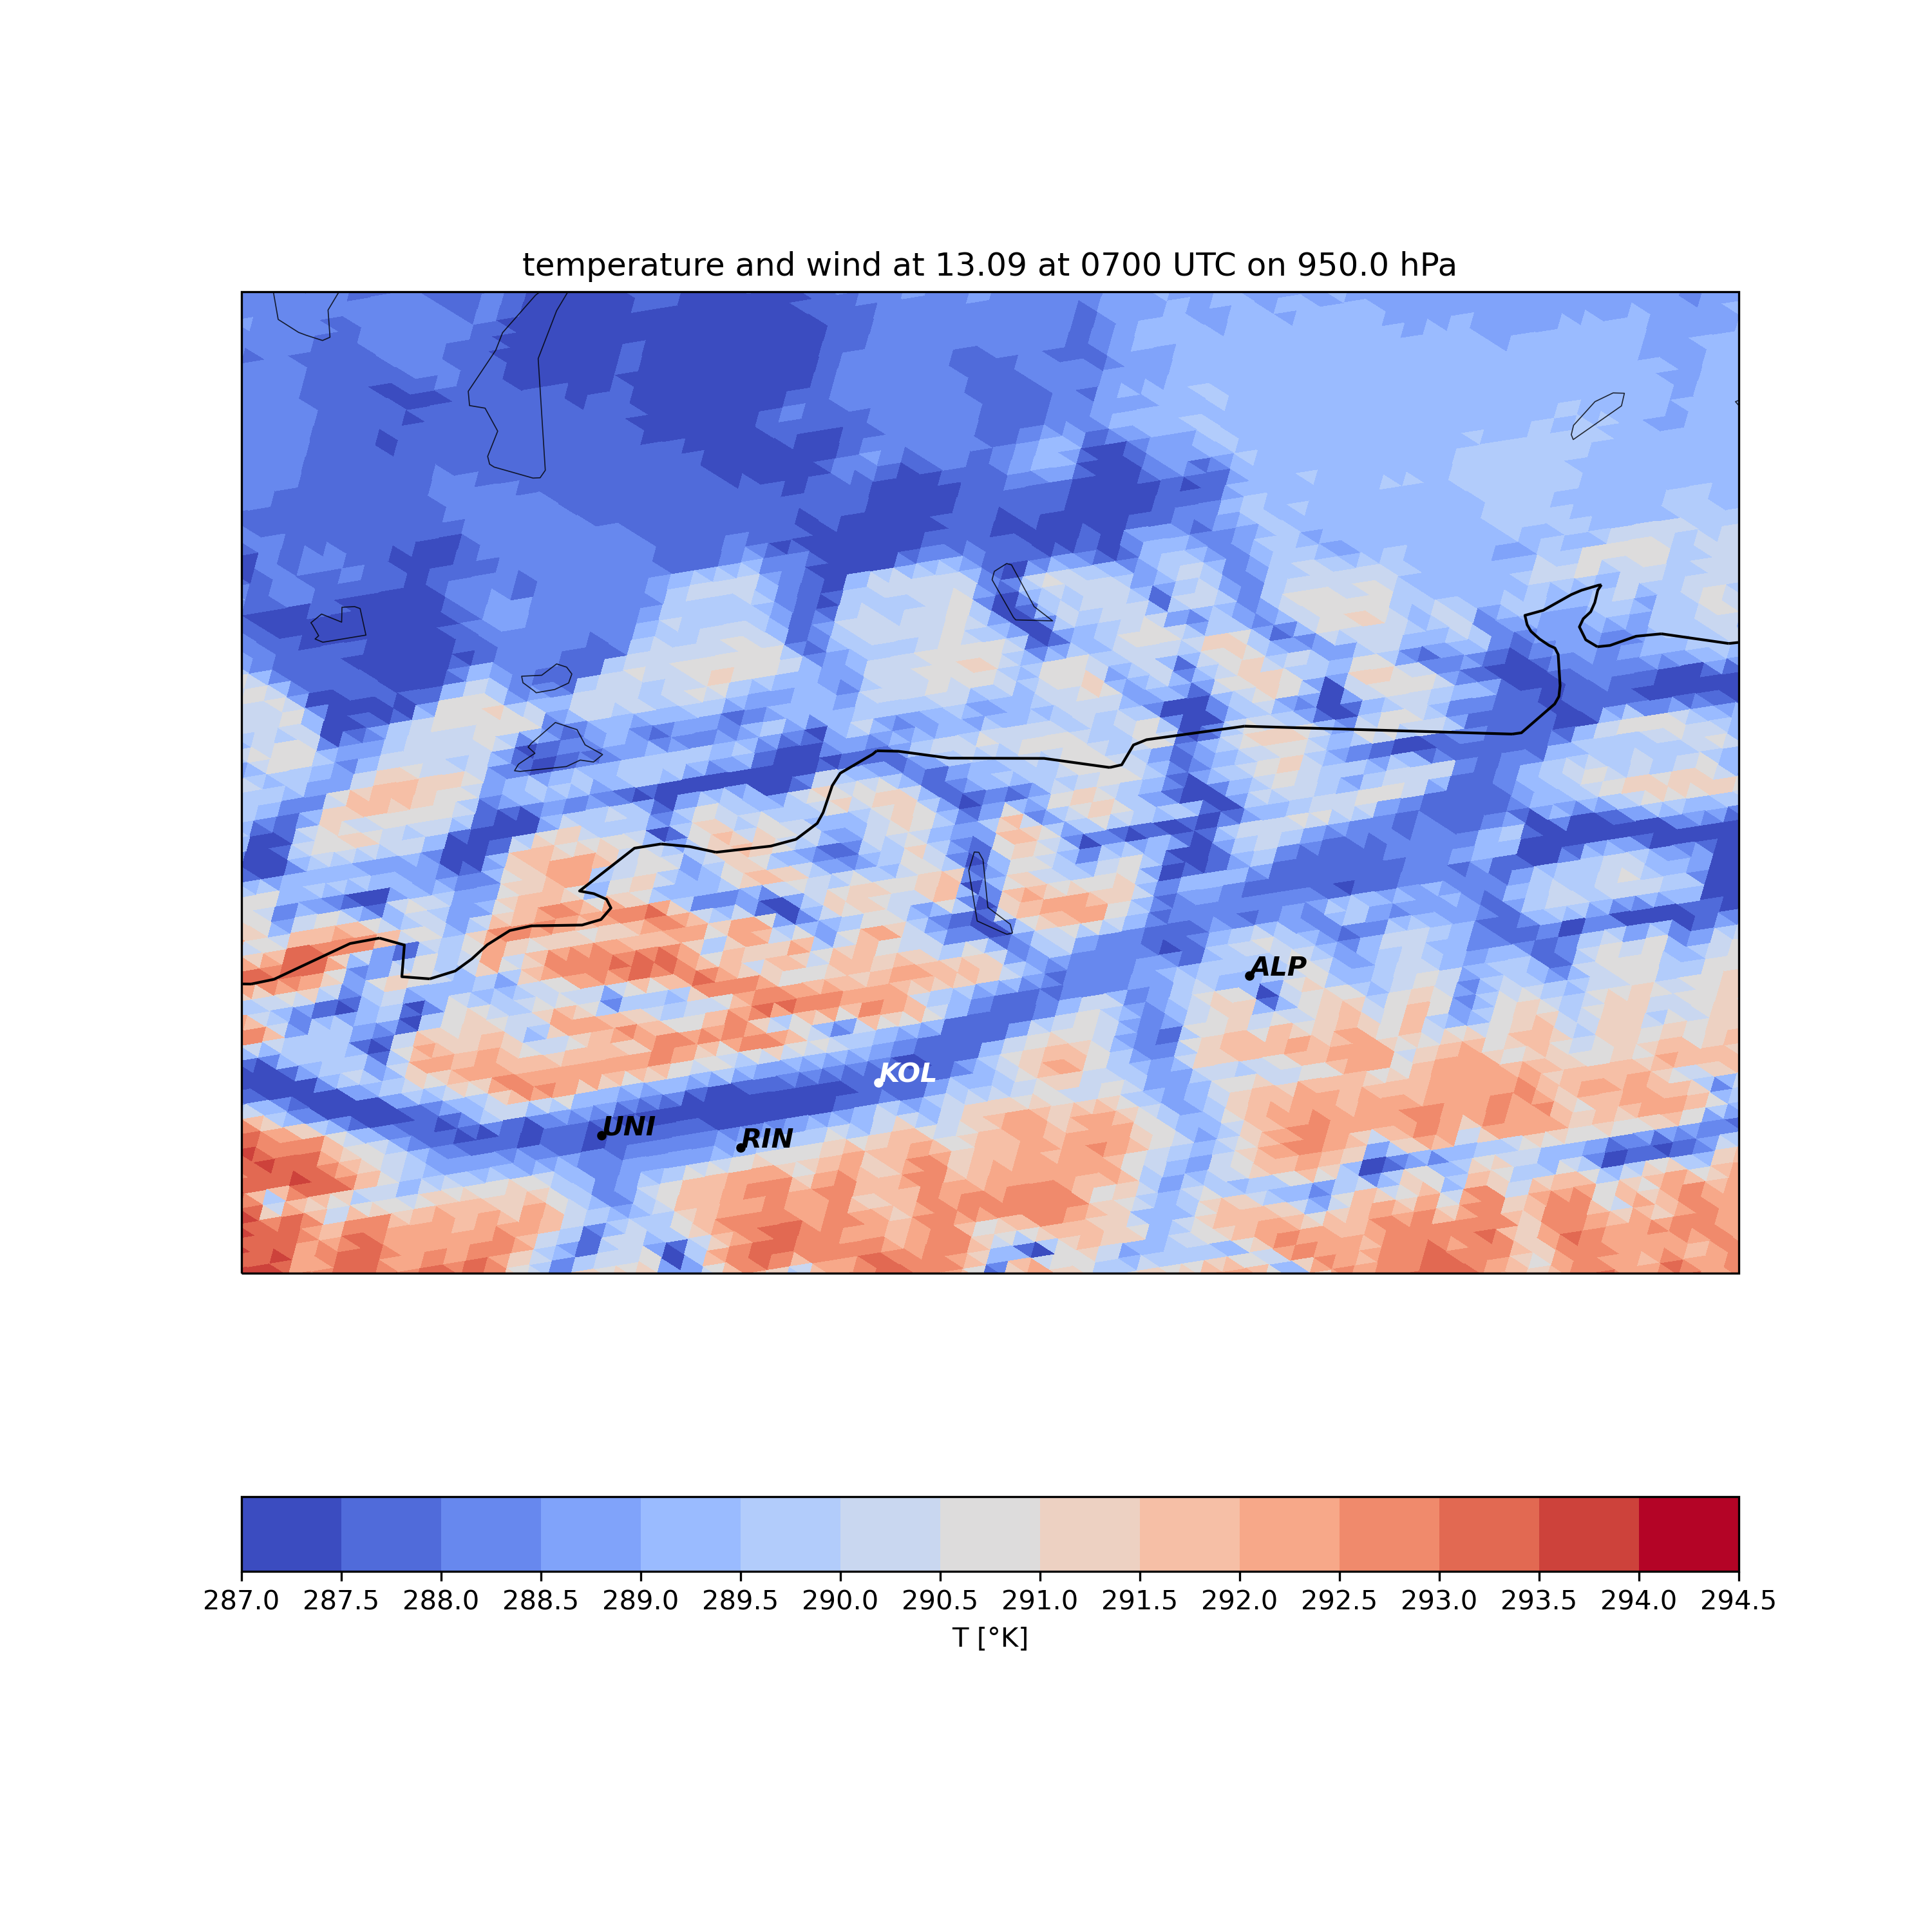 temperature and wind at 13.09 at 0700 UTC on 950.0 hPa
ALP
KOL
UNI
RIN
287.0 287.5 288.0 288.5 289.0 289.5 290.0 290.5 291.0 291.5 292.0 292.5 293.0 293.5 294.0 294.5
T [°K]